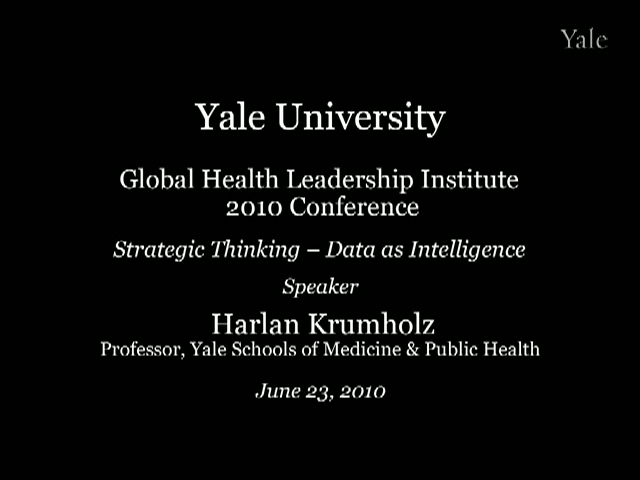 Yale
Yale University
Global Health Leadership Institute
2010 Conference
Strategic Thinking – Data as Intelligence
Speaker
Harlan Krumholz
Professor, Yale Schools of Medicine & Public Health
June 23, 2010